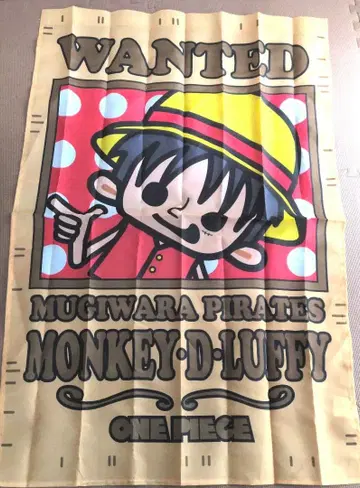 WANTED
MUGIWARA PIRATES
MONKEY·D·LUFFY
ONE PIECE